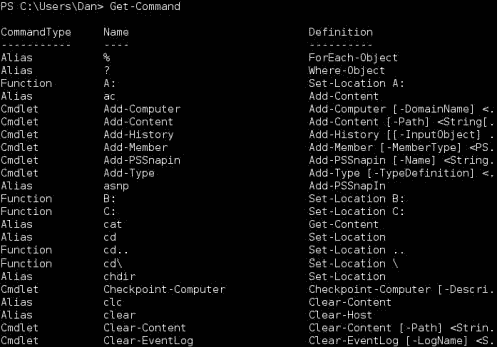 PS C:\Users\Dan> Get-Command
CommandType Name Definition
----------- ---- ----------
Alias % ForEach-Object
Alias ? Where-Object
Function A: Set-Location A:
Alias ac Add-Content
Cmdlet Add-Computer Add-Computer [-DomainName] <.
Cmdlet Add-Content Add-Content [-Path] <String[.
Cmdlet Add-History Add-History [[-InputObject] .
Cmdlet Add-Member Add-Member [-MemberType] <PS.
Cmdlet Add-PSSnapin Add-PSSnapin [-Name] <String.
Cmdlet Add-Type Add-Type [-TypeDefinition] <.
Alias asnp Add-PSSnapIn
Function B: Set-Location B:
Function C: Set-Location C:
Alias cat Get-Content
Alias cd Set-Location
Function cd.. Set-Location ..
Function cd\ Set-Location \
Alias chdir Set-Location
Cmdlet Checkpoint-Computer Checkpoint-Computer [-Descri.
Alias clc Clear-Content
Alias clear Clear-Host
Cmdlet Clear-Content Clear-Content [-Path] <Strin.
Cmdlet Clear-EventLog Clear-EventLog [-LogName] <S.